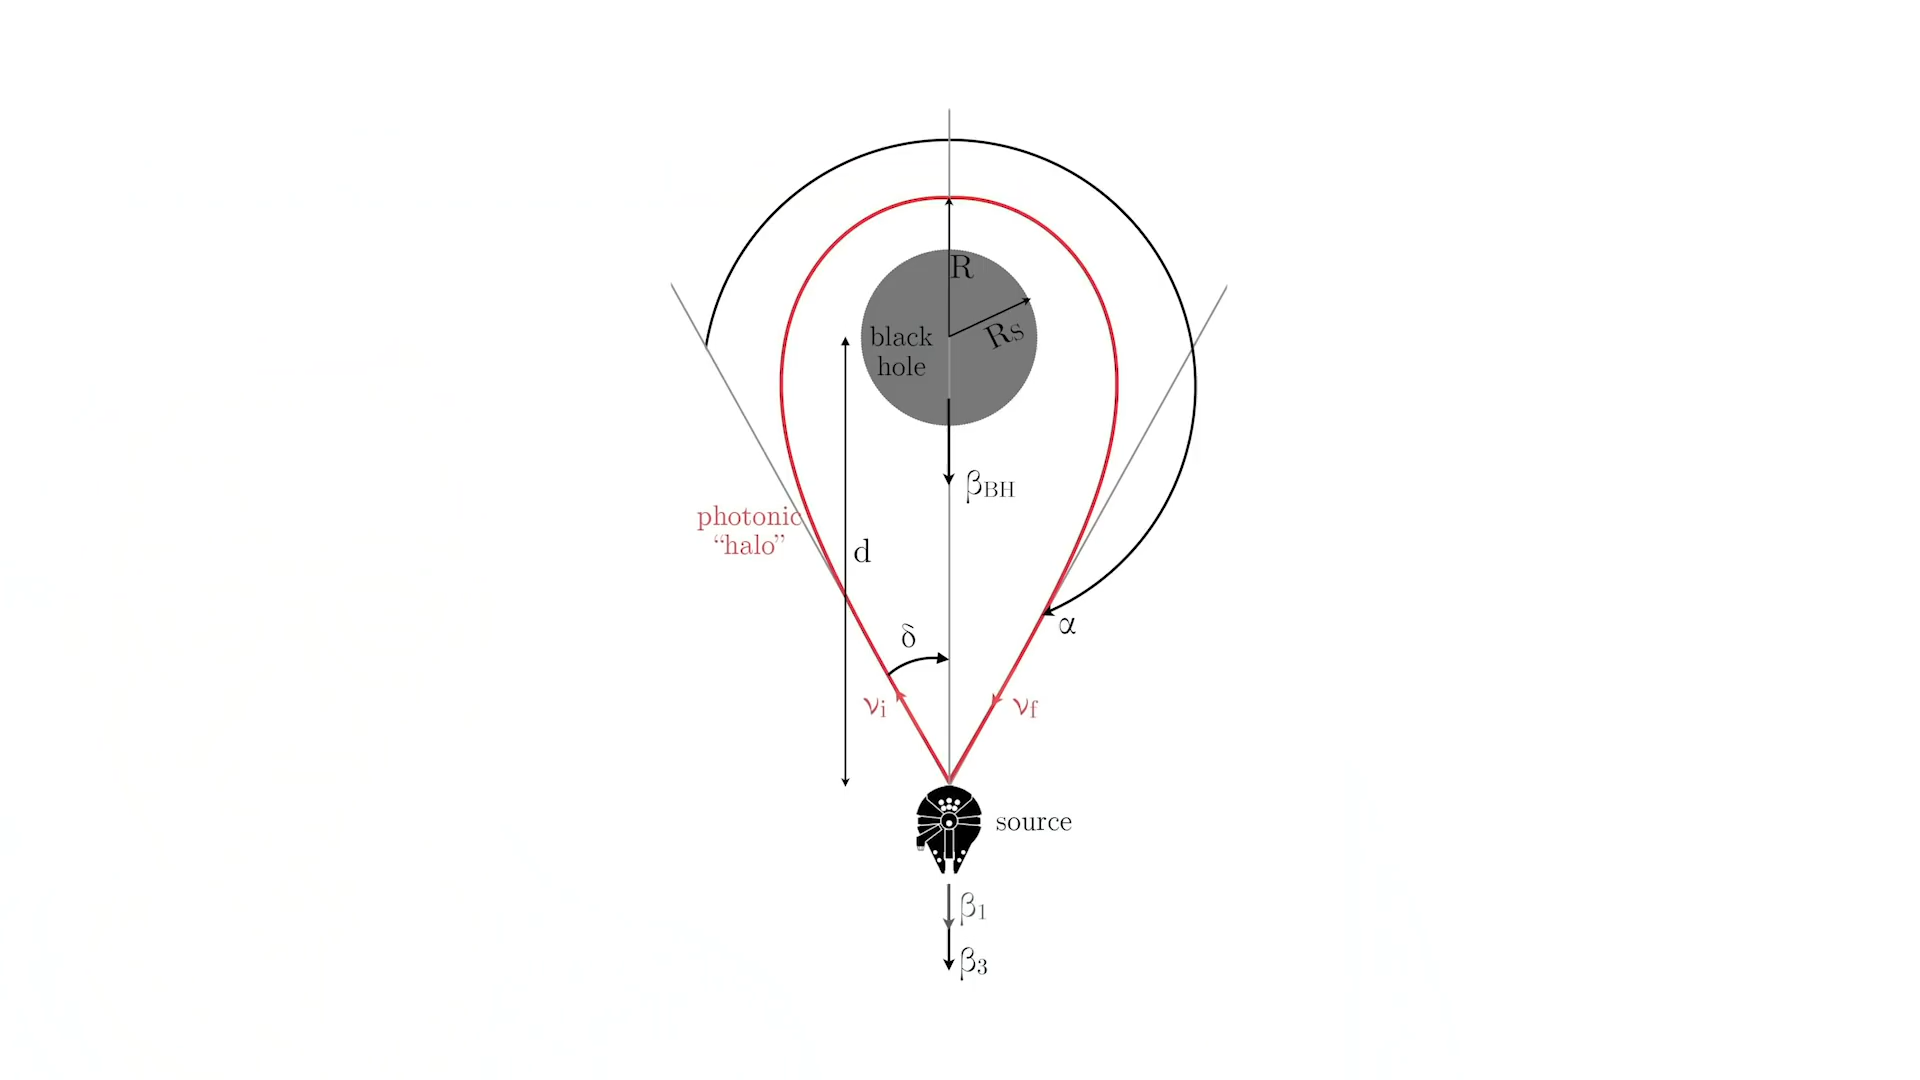 R
Rs
black
hole
βBH
photonic
“halo”
d
δ
α
νi
νf
source
β1
β3